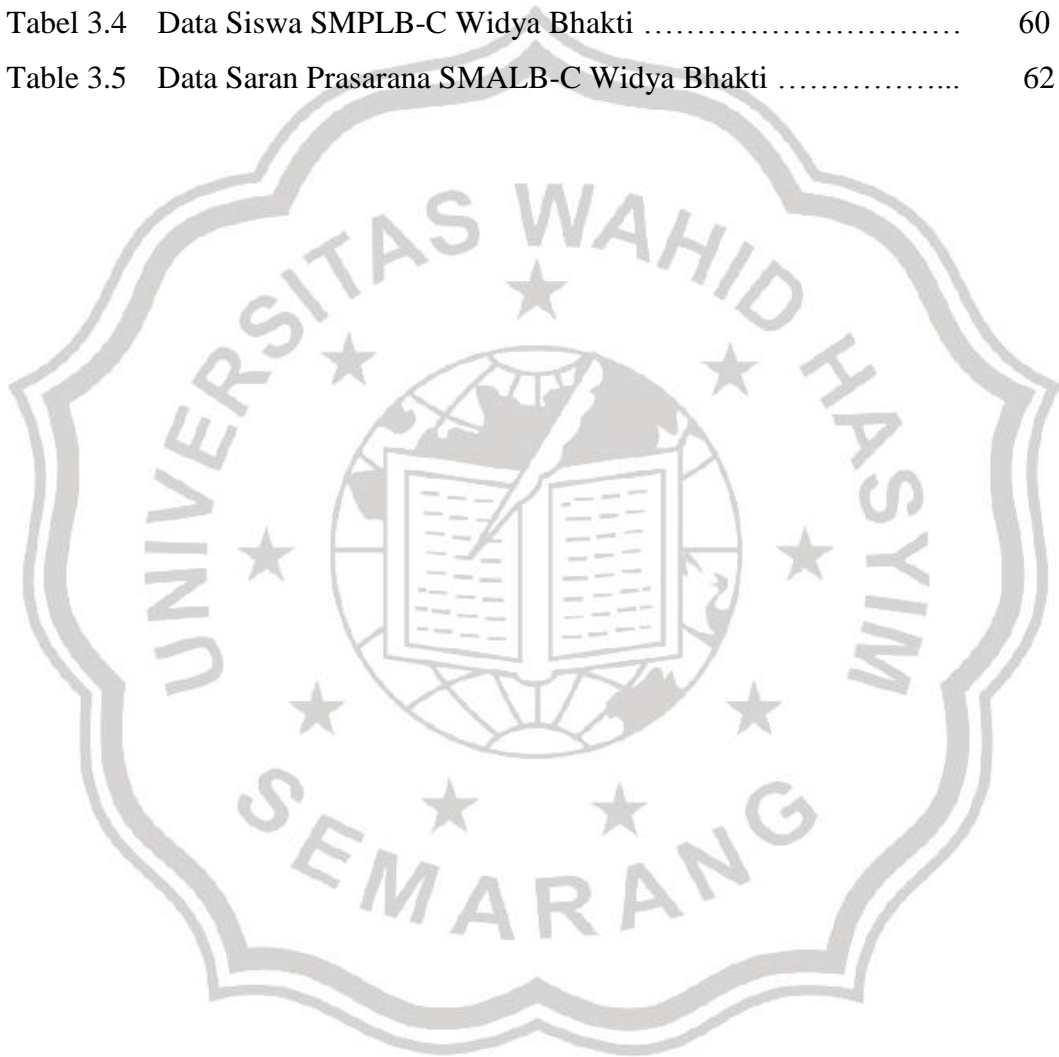 Tabel 3.4 Data Siswa SMPLB-C Widya Bhakti ………………………… 60
Table 3.5 Data Saran Prasarana SMALB-C Widya Bhakti ……………... 62
UNIVERSITAS WAHID HASYIM
SEMARANG